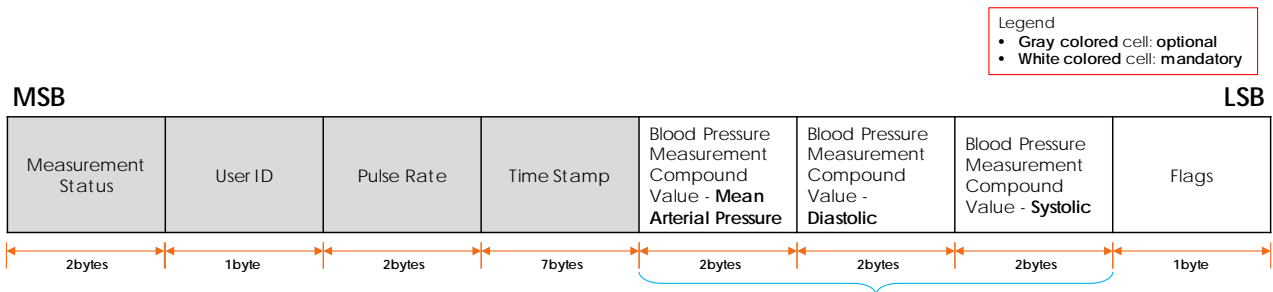 Legend
• Gray colored cell: optional
• White colored cell: mandatory
MSB
LSB
Measurement
Status
User ID
Pulse Rate
Time Stamp
Blood Pressure
Measurement
Compound
Value - Mean
Arterial Pressure
Blood Pressure
Measurement
Compound
Value -
Diastolic
Blood Pressure
Measurement
Compound
Value - Systolic
Flags
2bytes
1byte
2bytes
7bytes
2bytes
2bytes
2bytes
1byte